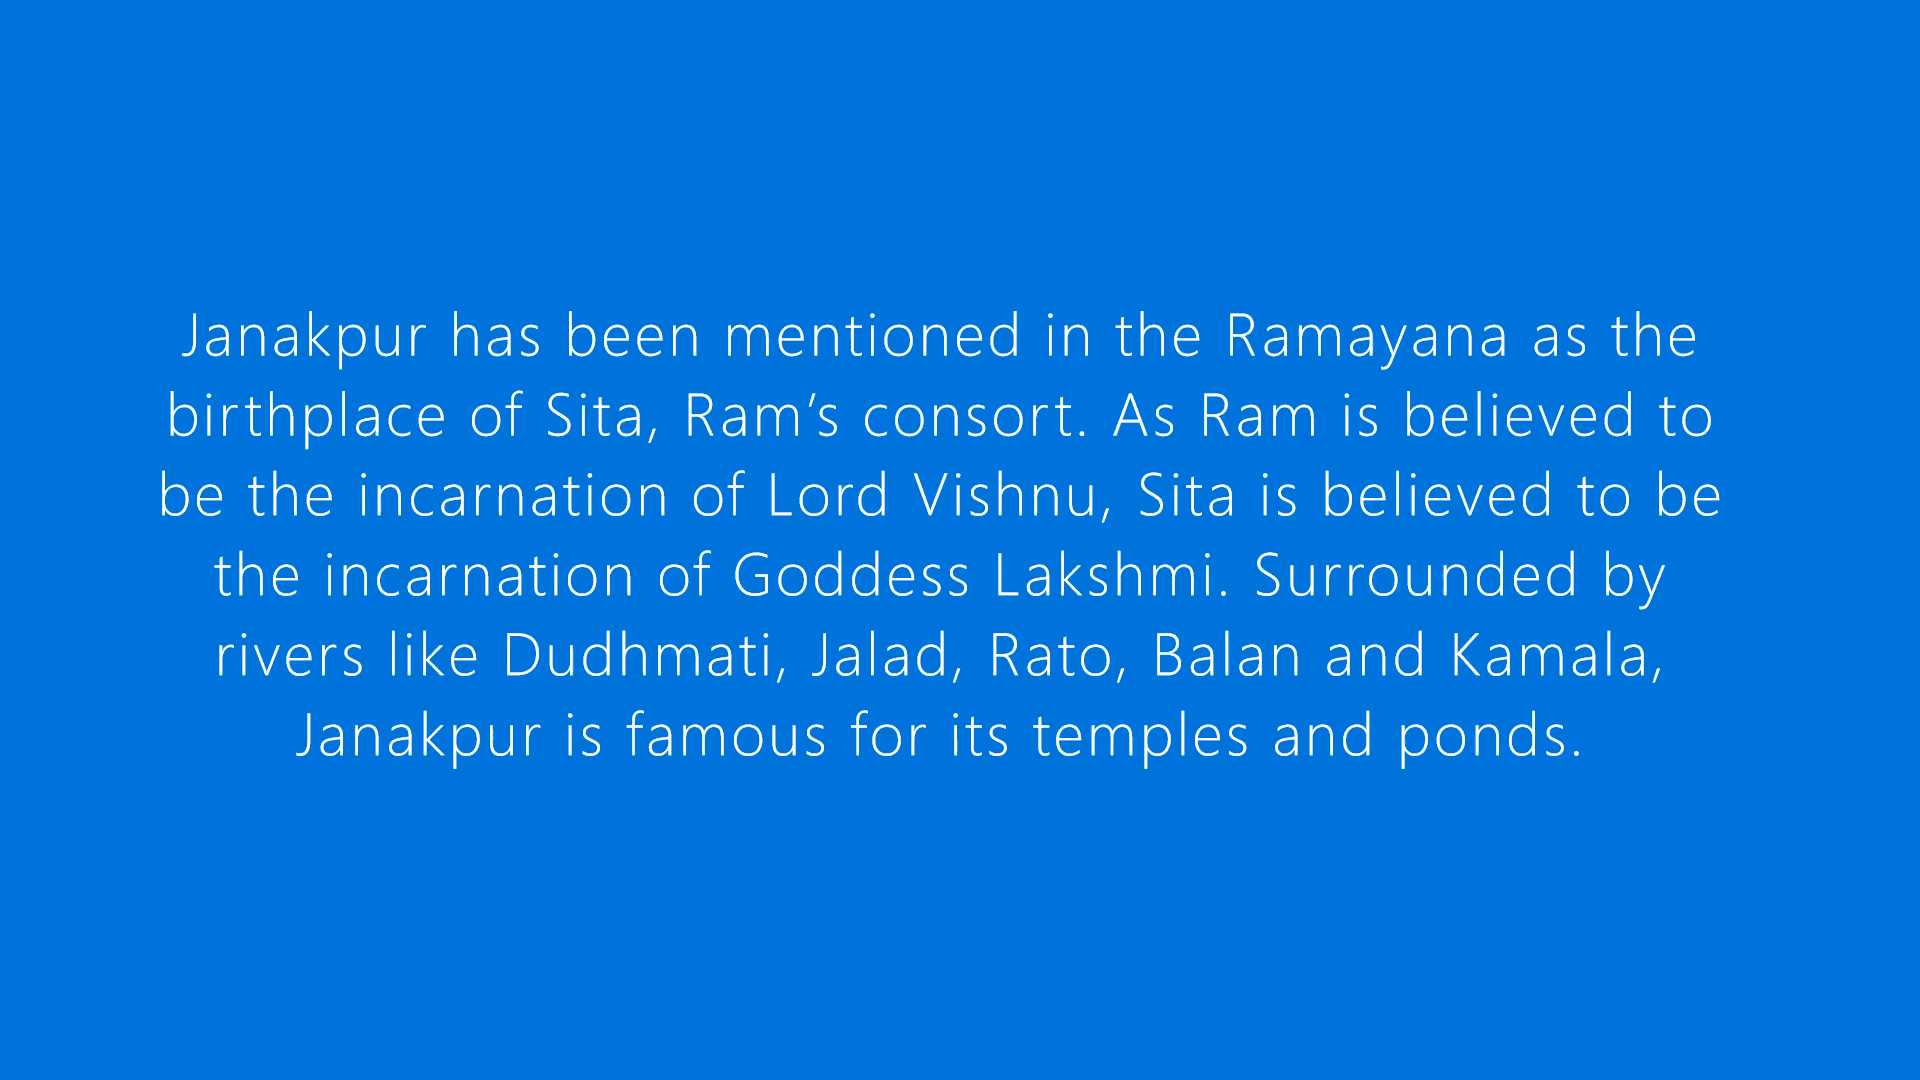 Janakpur has been mentioned in the Ramayana as the
birthplace of Sita, Ram’s consort. As Ram is believed to
be the incarnation of Lord Vishnu, Sita is believed to be
the incarnation of Goddess Lakshmi. Surrounded by
rivers like Dudhmati, Jalad, Rato, Balan and Kamala,
Janakpur is famous for its temples and ponds.